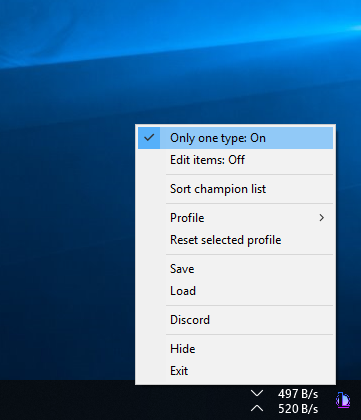 Only one type: On
Edit items: Off
Sort champion list
Profile
Reset selected profile
Save
Load
Discord
Hide
Exit
497 B/s
520 B/s